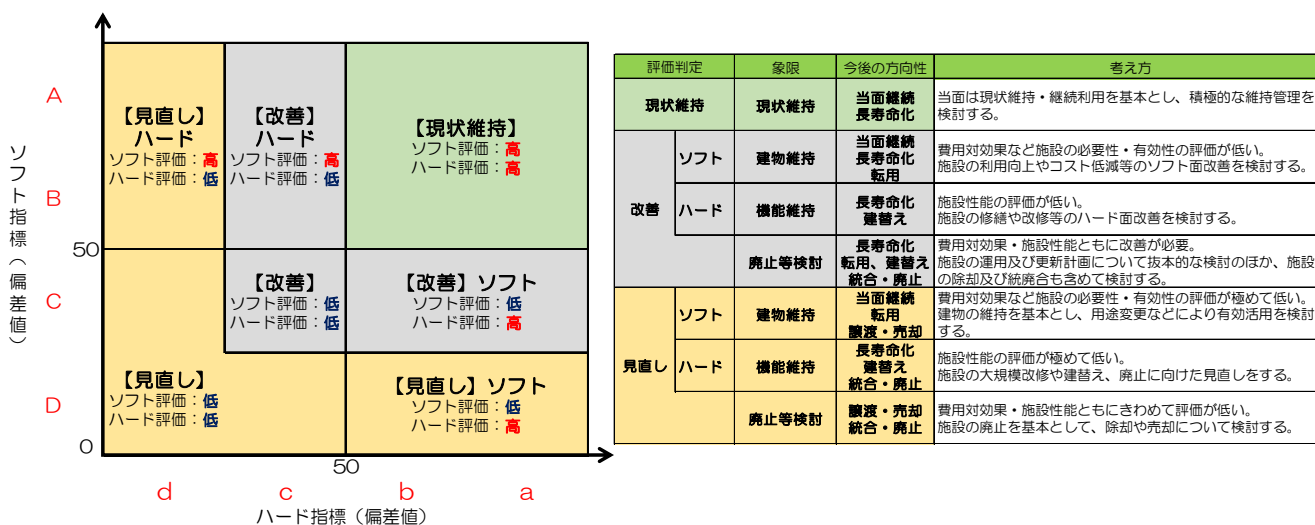 A
B
C
D
ソフト指標（偏差値）
50
0
【見直し】
ハード
ソフト評価：高
ハード評価：低
【改善】
ハード
ソフト評価：高
ハード評価：低
【現状維持】
ソフト評価：高
ハード評価：高
【改善】
ソフト評価：低
ハード評価：低
【改善】ソフト
ソフト評価：低
ハード評価：高
【見直し】
ソフト評価：低
ハード評価：低
【見直し】ソフト
ソフト評価：低
ハード評価：高
50
d
c
b
a
ハード指標（偏差値）
評価判定 象限 今後の方向性 考え方
現状維持 現状維持
当面継続
長寿命化
当面は現状維持・継続利用を基本とし、積極的な維持管理を
検討する。
改善
ソフト 建物維持
当面継続
長寿命化
転用
費用対効果など施設の必要性・有効性の評価が低い。
施設の利用向上やコスト低減等のソフト面改善を検討する。
ハード 機能維持
長寿命化
建替え
施設性能の評価が低い。
施設の修繕や改修等のハード面改善を検討する。
廃止等検討
長寿命化
転用、建替え
統合・廃止
費用対効果・施設性能ともに改善が必要。
施設の運用及び更新計画について抜本的な検討のほか、施設
の除却及び統廃合も含めて検討する。
見直し
ソフト 建物維持
当面継続
転用
譲渡・売却
費用対効果など施設の必要性・有効性の評価が極めて低い。
建物の維持を基本とし、用途変更などにより有効活用を検討
する。
ハード 機能維持
長寿命化
建替え
統合・廃止
施設性能の評価が極めて低い。
施設の大規模改修や建替え、廃止に向けた見直しをする。
廃止等検討
譲渡・売却
統合・廃止
費用対効果・施設性能ともにきわめて評価が低い。
施設の廃止を基本として、除却や売却について検討する。